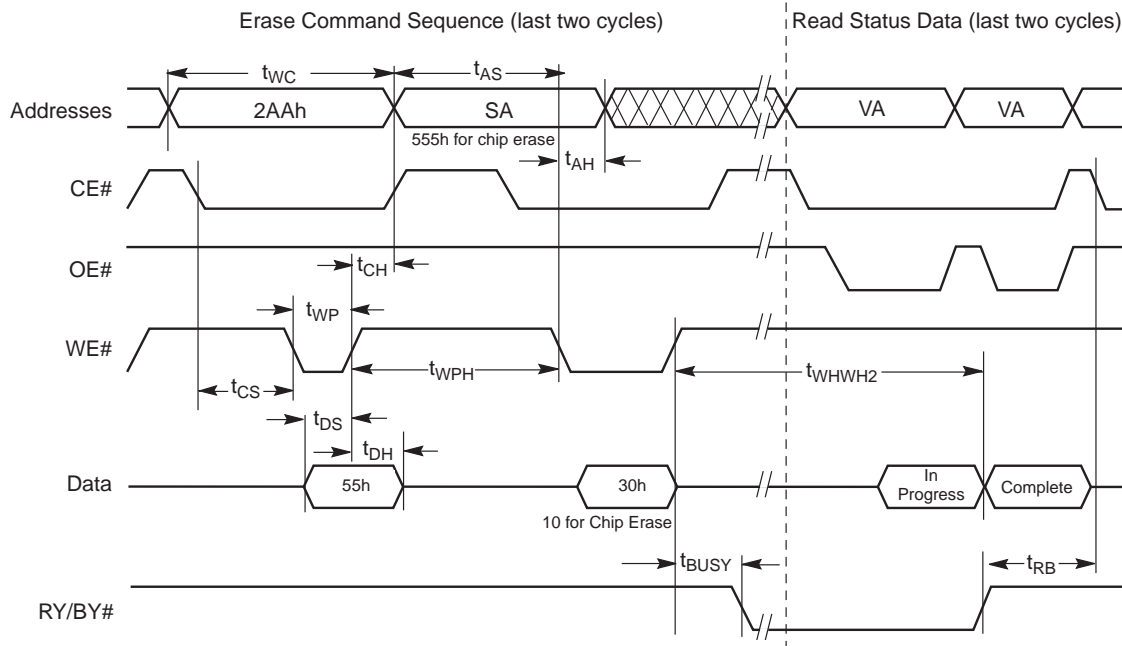 Erase Command Sequence (last two cycles)
Read Status Data (last two cycles)
tWC
tAS
Addresses
2AAh
SA
VA
VA
555h for chip erase
tAH
CE#
OE#
tCH
tWP
WE#
tWPH
tWHWH2
tCS
tDS
tDH
Data
55h
30h
In
Progress
Complete
10 for Chip Erase
tBUSY
tRB
RY/BY#